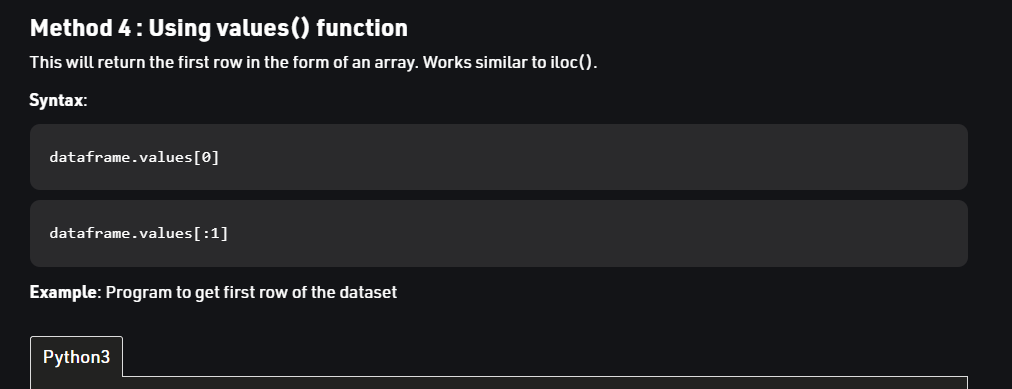 Method 4 : Using values() function
This will return the first row in the form of an array. Works similar to iloc().
Syntax:
dataframe.values[0]
dataframe.values[:1]
Example: Program to get first row of the dataset
Python3